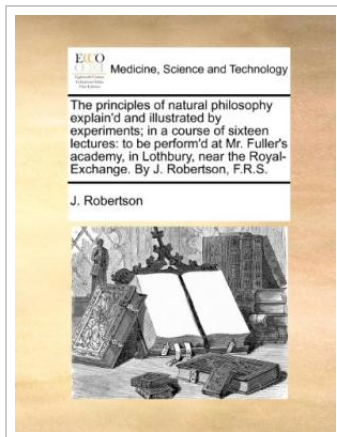 ECCO
Medicine, Science and Technology
The principles of natural philosophy
explain'd and illustrated by
experiments; in a course of sixteen
lectures: to be perform'd at Mr. Fuller's
academy, in Lothbury, near the Royal-
Exchange. By J. Robertson, F.R.S.
J. Robertson